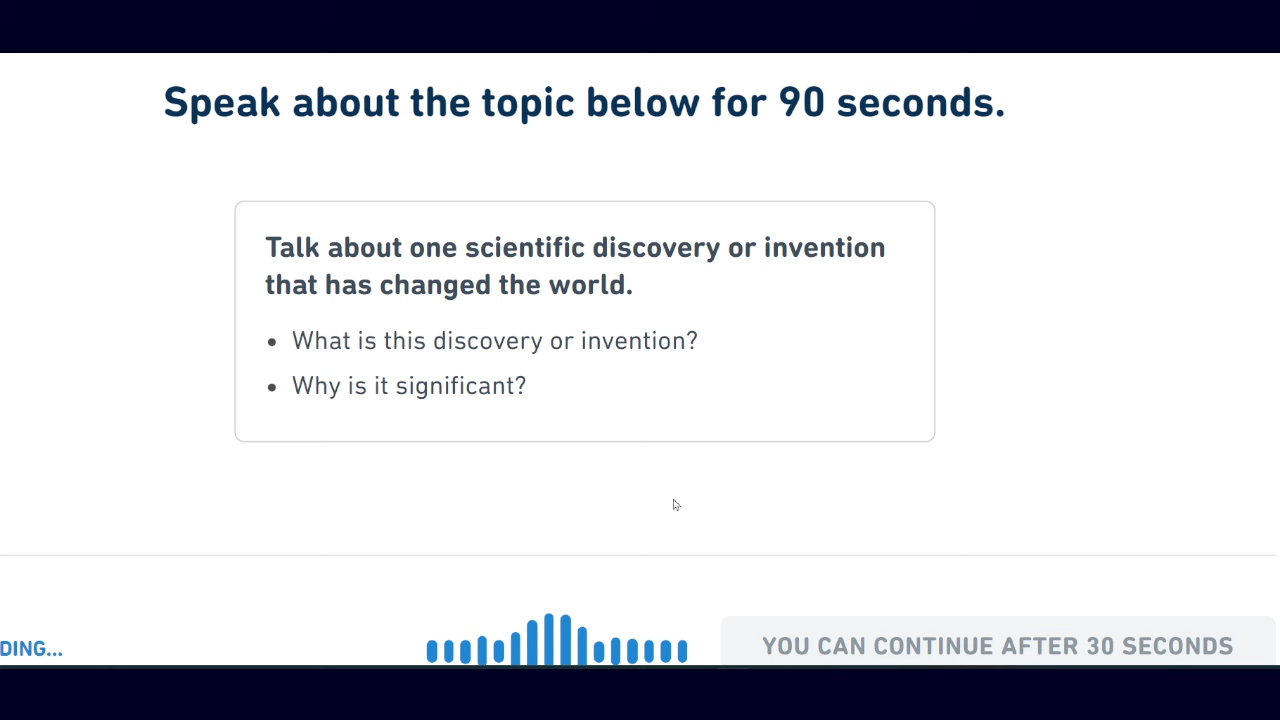 Speak about the topic below for 90 seconds.
Talk about one scientific discovery or invention
that has changed the world.
• What is this discovery or invention?
• Why is it significant?
DING...
YOU CAN CONTINUE AFTER 30 SECONDS